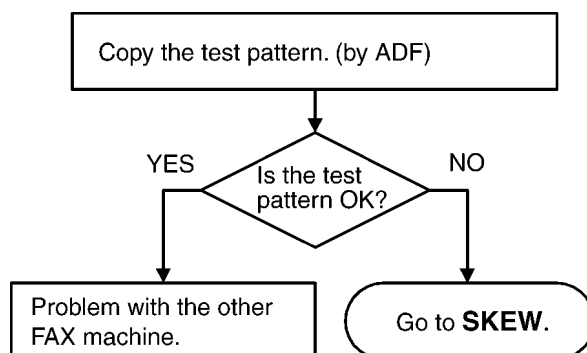 Copy the test pattern. (by ADF)
YES
NO
Is the test
pattern OK?
Problem with the other
FAX machine.
Go to SKEW.